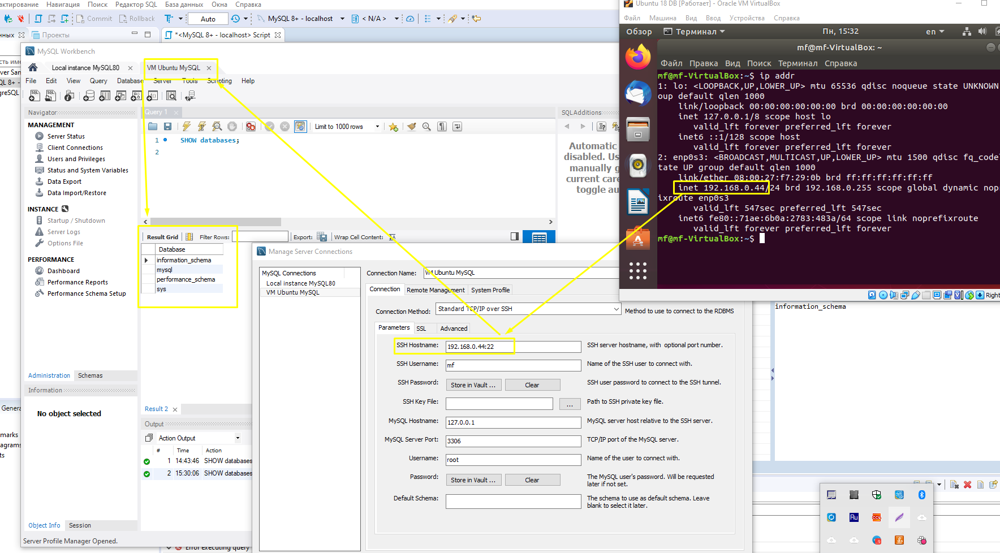 актирование Навигация Поиск Редактор SQL База данных Окна Справка
Commit Rollback Auto MySQL 8+ - localhost < N/A >
нных Проекты *<MySQL 8+ - localhost> Script
сть име
ver San
QL 8+ -
greSQL
MySQL Workbench
Local instance MySQL80 VM Ubuntu MySQL
File Edit View Query Database Server Tools Scripting Help
Navigator
MANAGEMENT
Server Status
Client Connections
Users and Privileges
Status and System Variables
Data Export
Data Import/Restore
INSTANCE
Startup / Shutdown
Server Logs
Options File
PERFORMANCE
Dashboard
Performance Reports
Performance Schema Setup
Administration Schemas
Information
No object selected
Object Info Session
Server Profile Manager Opened.
Genera
marks
agrams
ts
Query 1
Limit to 1000 rows
1 SHOW databases;
2
SQLAdditions
Automatic
disabled. Us
manually g
current care
toggle au
Result Grid Filter Rows: Export: Wrap Cell Content:
Database
information_schema
mysql
performance_schema
sys
Result 2
Output
Action Output
# Time Action
1 14:43:46 SHOW databases
2 15:30:06 SHOW databases
Error executing query
Manage Server Connections
MySQL Connections
Local instance MySQL80
VM Ubuntu MySQL
Connection Name: VM Ubuntu MySQL
Connection Remote Management System Profile
Connection Method: Standard TCP/IP over SSH Method to use to connect to the RDBMS
Parameters SSL Advanced
SSH Hostname: 192.168.0.44:22 SSH server hostname, with optional port number.
SSH Username: mf Name of the SSH user to connect with.
SSH Password: Store in Vault ... Clear SSH user password to connect to the SSH tunnel.
SSH Key File: ... Path to SSH private key file.
MySQL Hostname: 127.0.0.1 MySQL server host relative to the SSH server.
MySQL Server Port: 3306 TCP/IP port of the MySQL server.
Username: root Name of the user to connect with.
Password: Store in Vault ... Clear The MySQL user's password. Will be requested
later if not set.
Default Schema: The schema to use as default schema. Leave
blank to select it later.
Ubuntu 18 DB [Работает] - Oracle VM VirtualBox
Файл Машина Вид Ввод Устройства Справка
Обзор Терминал Пн, 15:32 en
mf@mf-VirtualBox: ~
Файл Правка Вид Поиск Терминал Справка
mf@mf-VirtualBox:~$ ip addr
1: lo: <LOOPBACK,UP,LOWER_UP> mtu 65536 qdisc noqueue state UNKNOWN
oup default qlen 1000
link/loopback 00:00:00:00:00:00 brd 00:00:00:00:00:00
inet 127.0.0.1/8 scope host lo
valid_lft forever preferred_lft forever
inet6 ::1/128 scope host
valid_lft forever preferred_lft forever
2: enp0s3: <BROADCAST,MULTICAST,UP,LOWER_UP> mtu 1500 qdisc fq_code
tate UP group default qlen 1000
link/ether 08:00:27:f7:29:0b brd ff:ff:ff:ff:ff:ff
inet 192.168.0.44/24 brd 192.168.0.255 scope global dynamic nop
ixroute enp0s3
valid_lft 547sec preferred_lft 547sec
inet6 fe80::71ae:6b0a:2783:483a/64 scope link noprefixroute
valid_lft forever preferred_lft forever
mf@mf-VirtualBox:~$
Right
information_schema
Ru